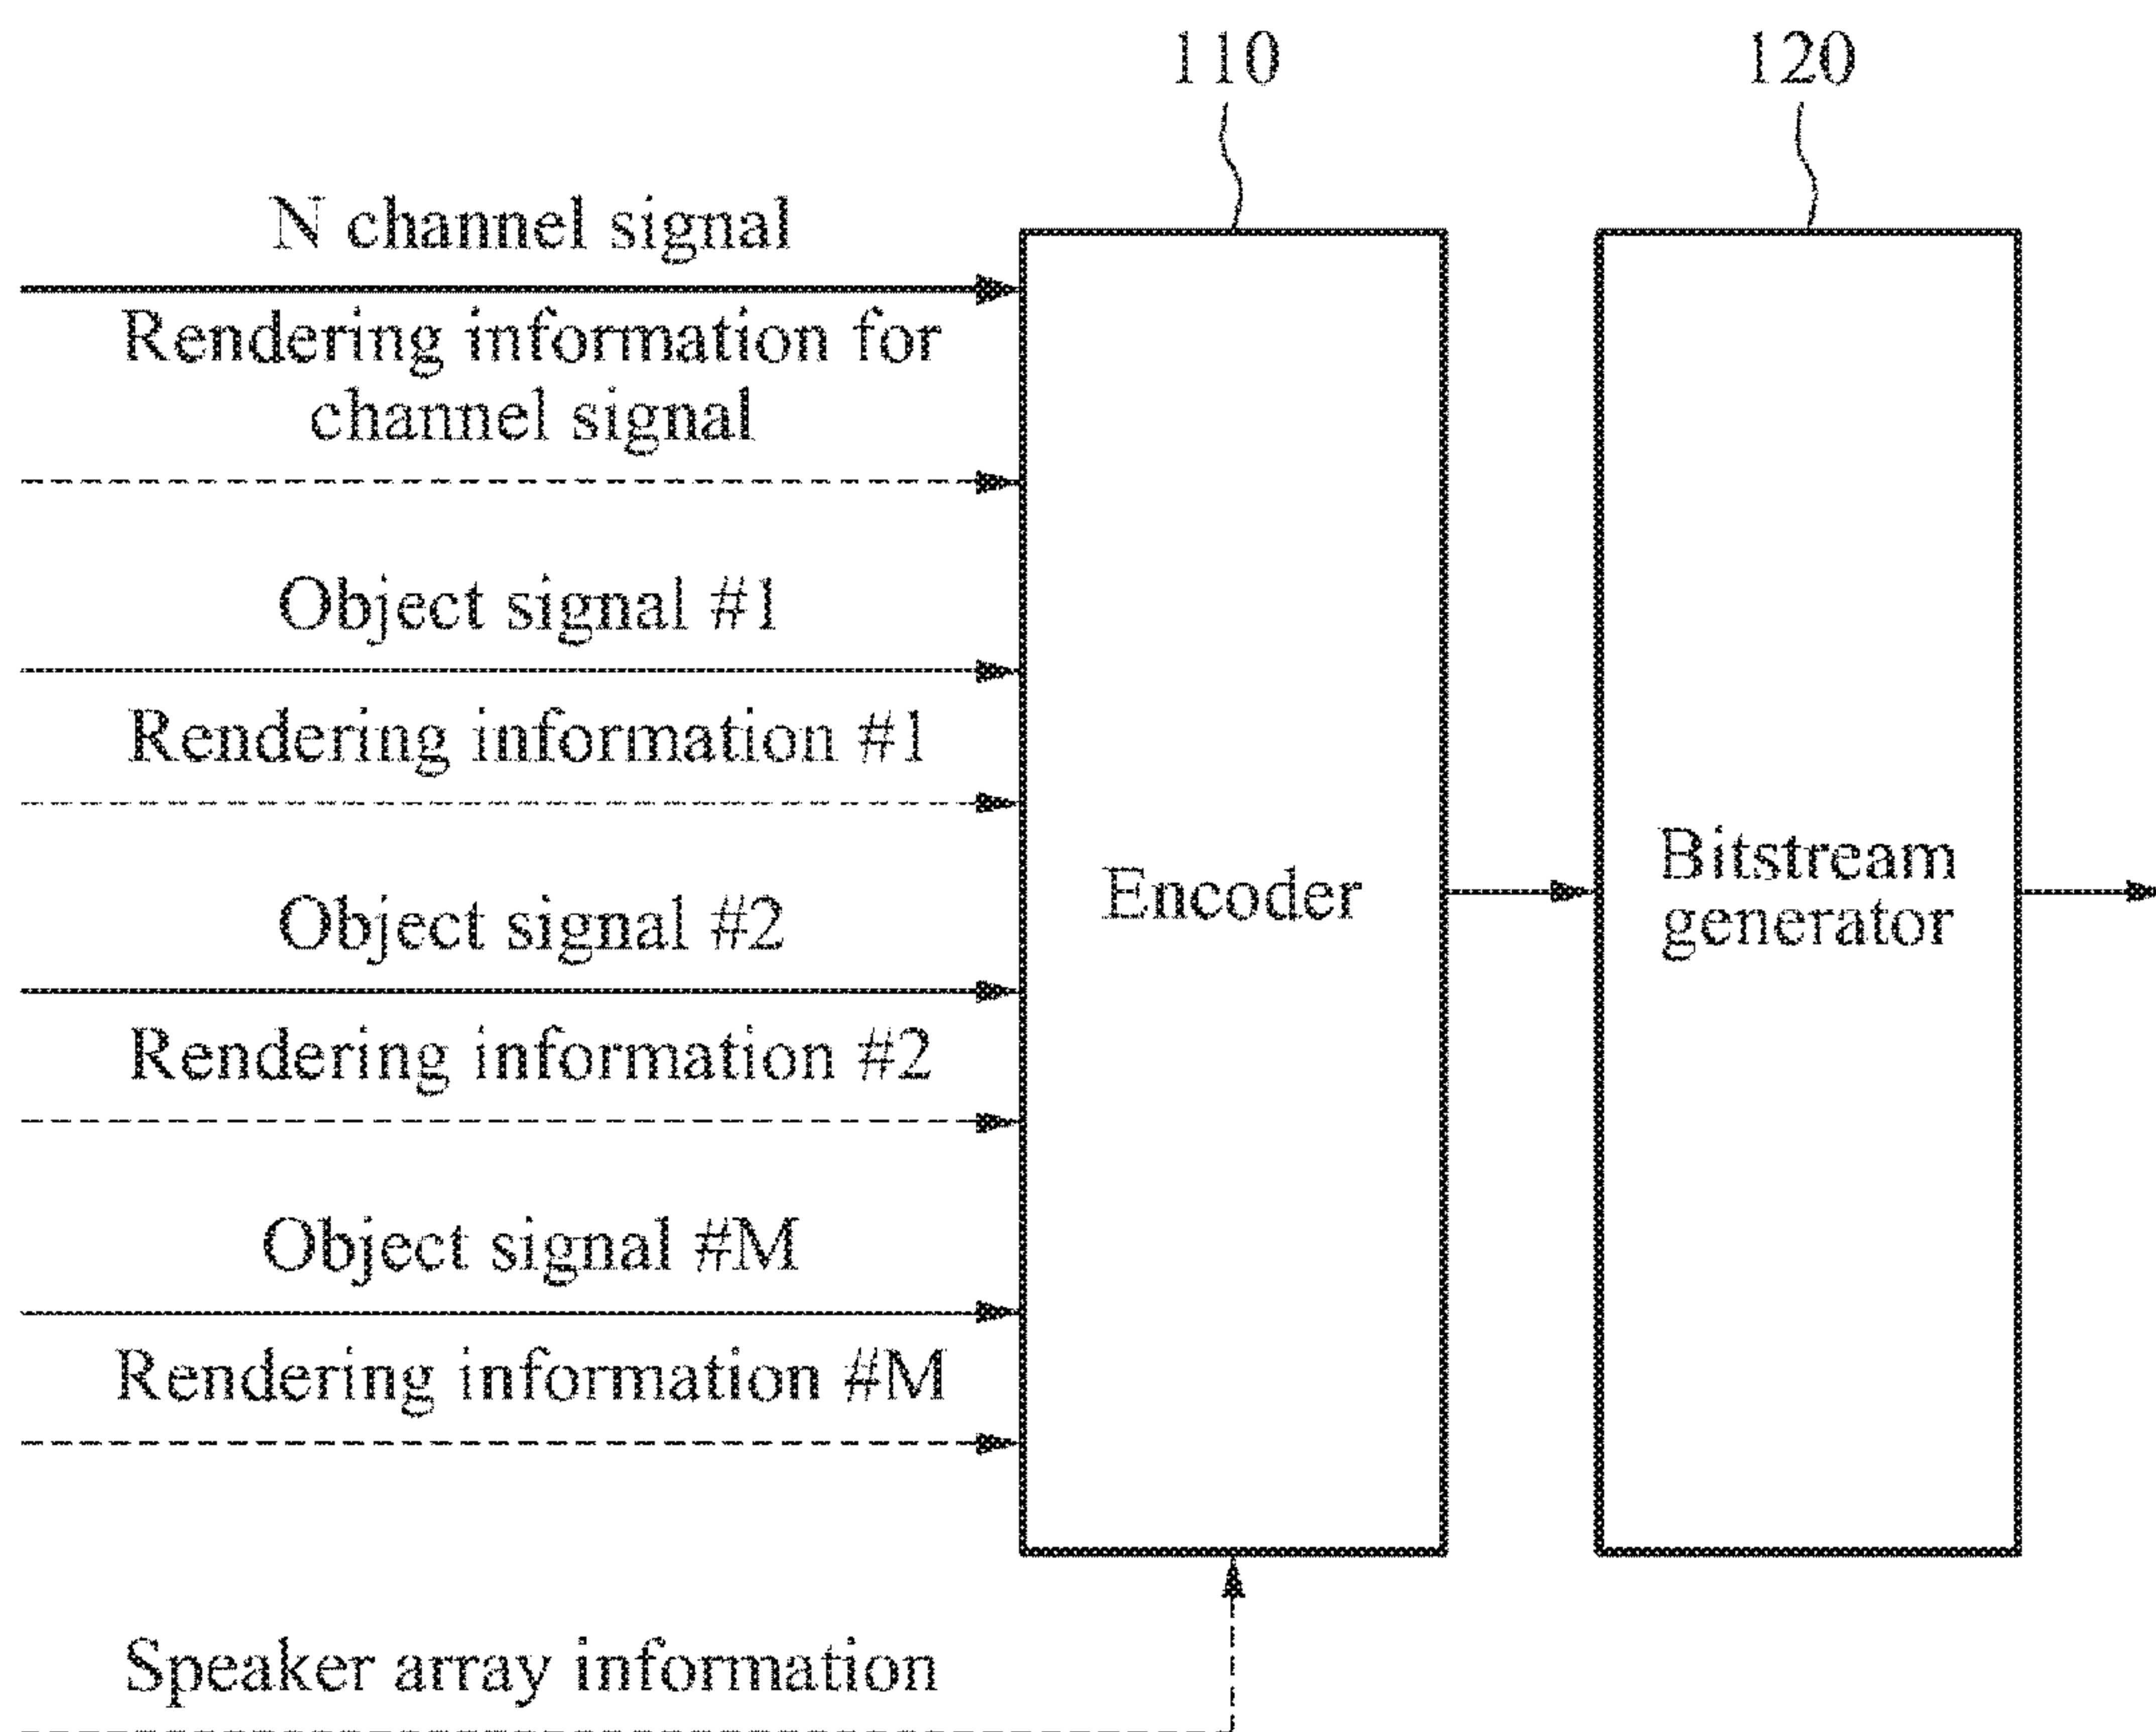 110
120
N channel signal
Rendering information for
channel signal
Object signal #1
Rendering information #1
Object signal #2
Rendering information #2
Object signal #M
Rendering information #M
Encoder
Bitstream
generator
Speaker array information